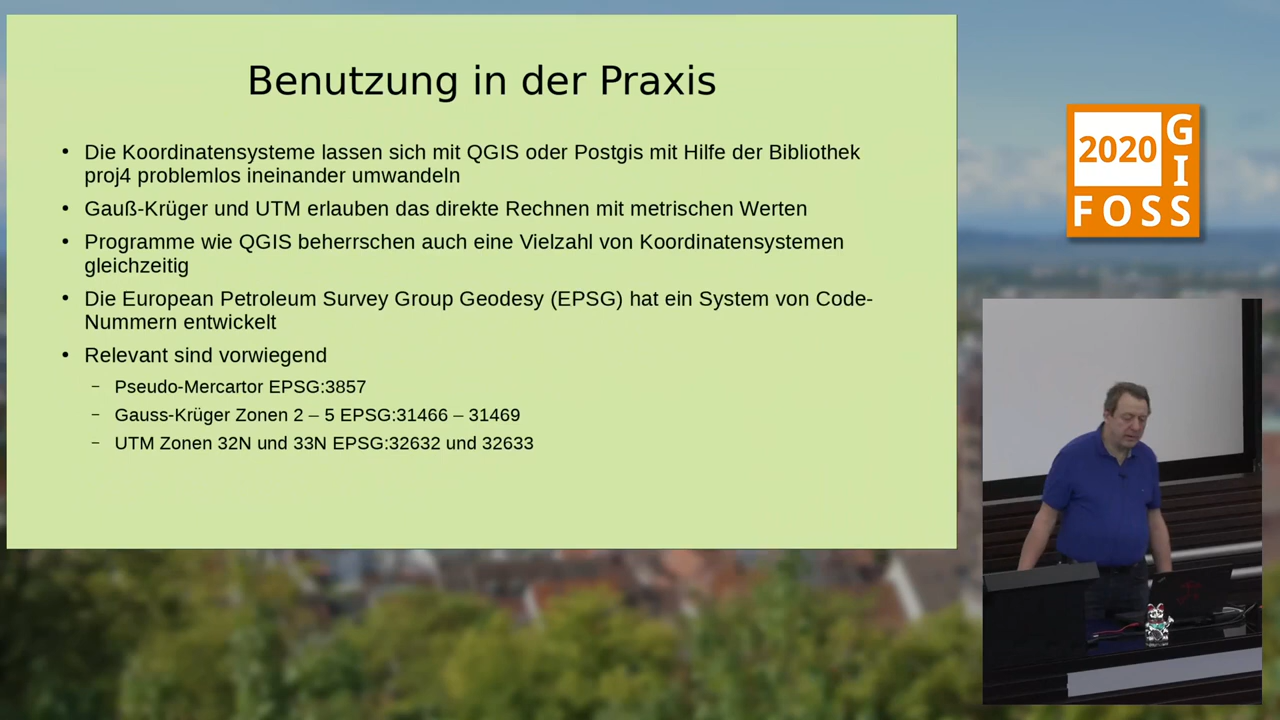 Benutzung in der Praxis
• Die Koordinatensysteme lassen sich mit QGIS oder Postgis mit Hilfe der Bibliothek
proj4 problemlos ineinander umwandeln
• Gauß-Krüger und UTM erlauben das direkte Rechnen mit metrischen Werten
• Programme wie QGIS beherrschen auch eine Vielzahl von Koordinatensystemen
gleichzeitig
• Die European Petroleum Survey Group Geodesy (EPSG) hat ein System von Code-
Nummern entwickelt
• Relevant sind vorwiegend
– Pseudo-Mercartor EPSG:3857
– Gauss-Krüger Zonen 2 – 5 EPSG:31466 – 31469
– UTM Zonen 32N und 33N EPSG:32632 und 32633
2020
G
I
FOSS